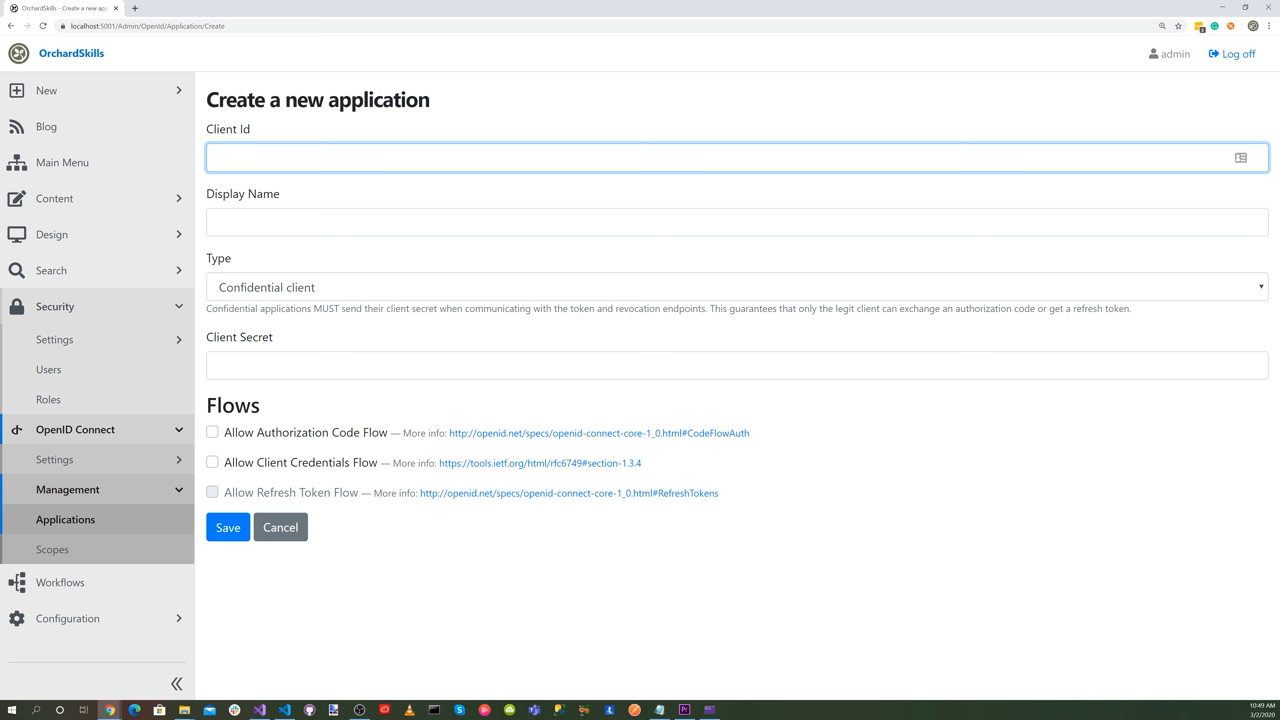 OrchardSkills - Create a new app
localhost:5001/Admin/OpenId/Application/Create
OrchardSkills
admin
Log off
New
Blog
Main Menu
Content
Design
Search
Security
Settings
Users
Roles
OpenID Connect
Settings
Management
Applications
Scopes
Workflows
Configuration
Create a new application
Client Id
Display Name
Type
Confidential client
Confidential applications MUST send their client secret when communicating with the token and revocation endpoints. This guarantees that only the legit client can exchange an authorization code or get a refresh token.
Client Secret
Flows
Allow Authorization Code Flow — More info: http://openid.net/specs/openid-connect-core-1_0.html#CodeFlowAuth
Allow Client Credentials Flow — More info: https://tools.ietf.org/html/rfc6749#section-1.3.4
Allow Refresh Token Flow — More info: http://openid.net/specs/openid-connect-core-1_0.html#RefreshTokens
Save Cancel
10:49 AM
3/2/2020